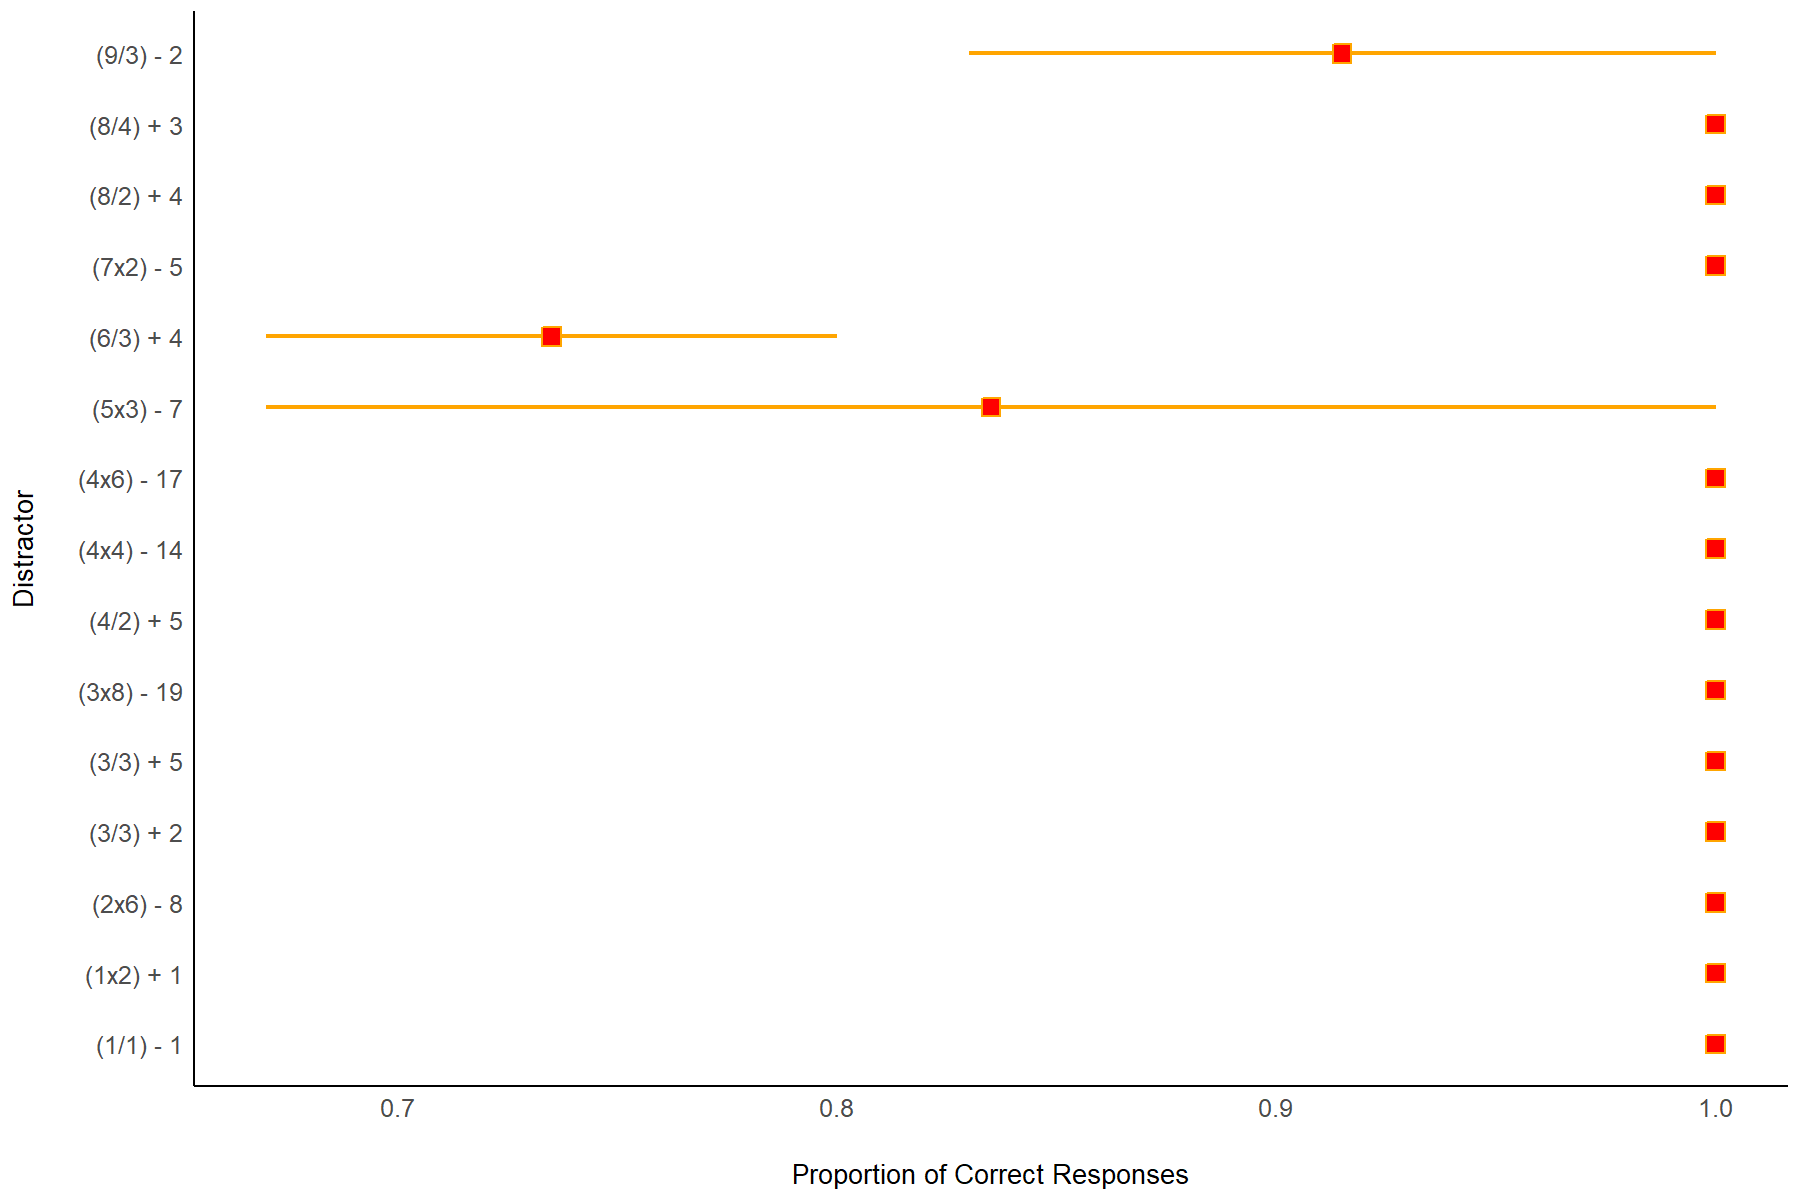 (9/3) - 2
(8/4) + 3
(8/2) + 4
(7x2) - 5
(6/3) + 4
(5x3) - 7
(4x6) - 17
(4x4) - 14
(4/2) + 5
(3x8) - 19
(3/3) + 5
(3/3) + 2
(2x6) - 8
(1x2) + 1
(1/1) - 1
Distractor
0.7 0.8 0.9 1.0
Proportion of Correct Responses